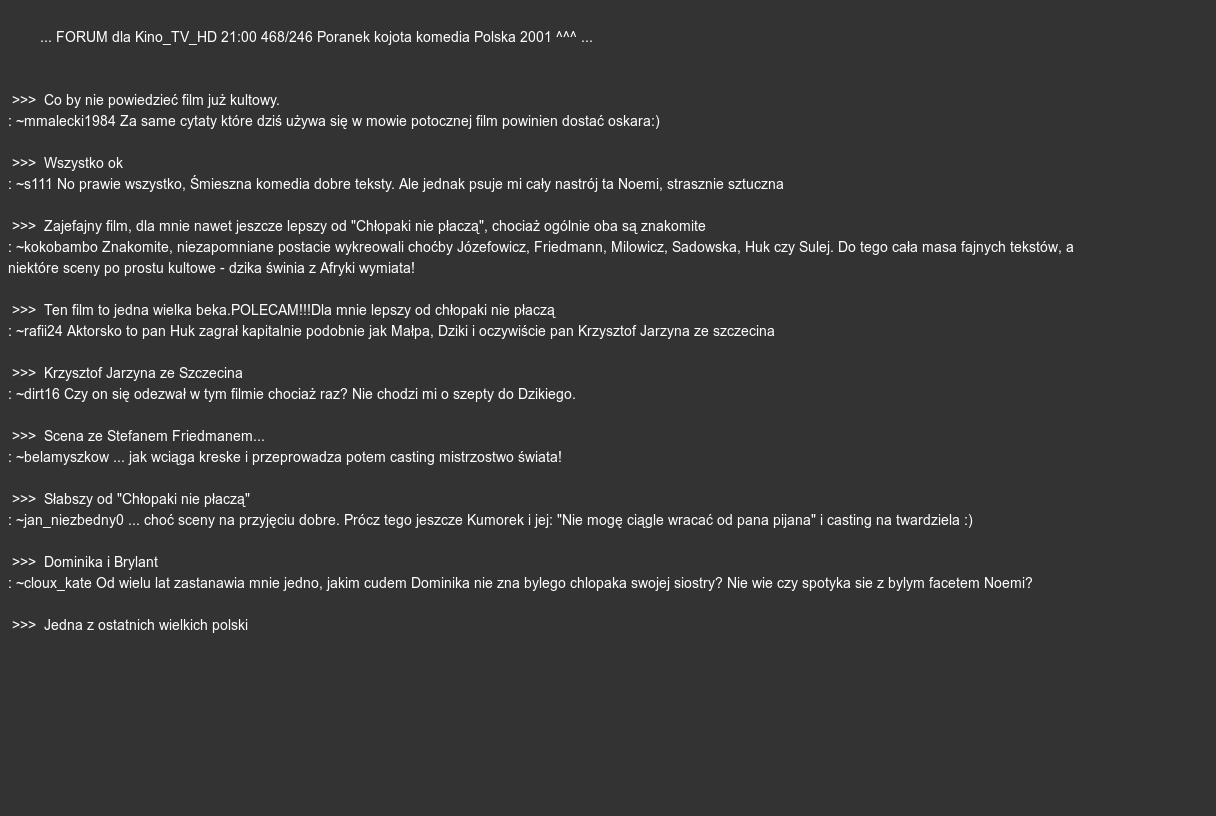 ... FORUM dla Kino_TV_HD 21:00 468/246 Poranek kojota komedia Polska 2001 ^^^ ...
>>> Co by nie powiedzieć film już kultowy.
: ~mmalecki1984 Za same cytaty które dziś używa się w mowie potocznej film powinien dostać oskara:)
>>> Wszystko ok
: ~s111 No prawie wszystko, Śmieszna komedia dobre teksty. Ale jednak psuje mi cały nastrój ta Noemi, strasznie sztuczna
>>> Zajefajny film, dla mnie nawet jeszcze lepszy od "Chłopaki nie płaczą", chociaż ogólnie oba są znakomite
: ~kokobambo Znakomite, niezapomniane postacie wykreowali choćby Józefowicz, Friedmann, Milowicz, Sadowska, Huk czy Sulej. Do tego cała masa fajnych tekstów, a
niektóre sceny po prostu kultowe - dzika świnia z Afryki wymiata!
>>> Ten film to jedna wielka beka.POLECAM!!!Dla mnie lepszy od chłopaki nie płaczą
: ~rafii24 Aktorsko to pan Huk zagrał kapitalnie podobnie jak Małpa, Dziki i oczywiście pan Krzysztof Jarzyna ze szczecina
>>> Krzysztof Jarzyna ze Szczecina
: ~dirt16 Czy on się odezwał w tym filmie chociaż raz? Nie chodzi mi o szepty do Dzikiego.
>>> Scena ze Stefanem Friedmanem...
: ~belamyszkow ... jak wciąga kreske i przeprowadza potem casting mistrzostwo świata!
>>> Słabszy od "Chłopaki nie płaczą"
: ~jan_niezbedny0 ... choć sceny na przyjęciu dobre. Prócz tego jeszcze Kumorek i jej: "Nie mogę ciągle wracać od pana pijana" i casting na twardziela :)
>>> Dominika i Brylant
: ~cloux_kate Od wielu lat zastanawia mnie jedno, jakim cudem Dominika nie zna bylego chlopaka swojej siostry? Nie wie czy spotyka sie z bylym facetem Noemi?
>>> Jedna z ostatnich wielkich polski